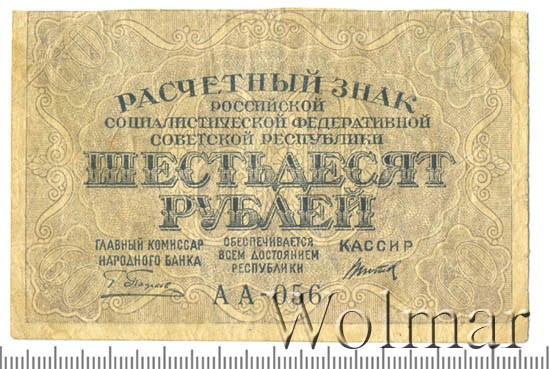 Wolmar
РАСЧЕТНЫЙ ЗНАК
РОССИЙСКОЙ
СОЦИАЛИСТИЧЕСКОЙ ФЕДЕРАТИВНОЙ
СОВЕТСКОЙ РЕСПУБЛИКИ
ШЕСТЬДЕСЯТ
РУБЛЕЙ
ГЛАВНЫЙ КОМИССАР
НАРОДНОГО БАНКА
ОБЕСПЕЧИВАЕТСЯ
ВСЕМ ДОСТОЯНИЕМ
РЕСПУБЛИКИ
КАССИР
АА-056
Wolmar